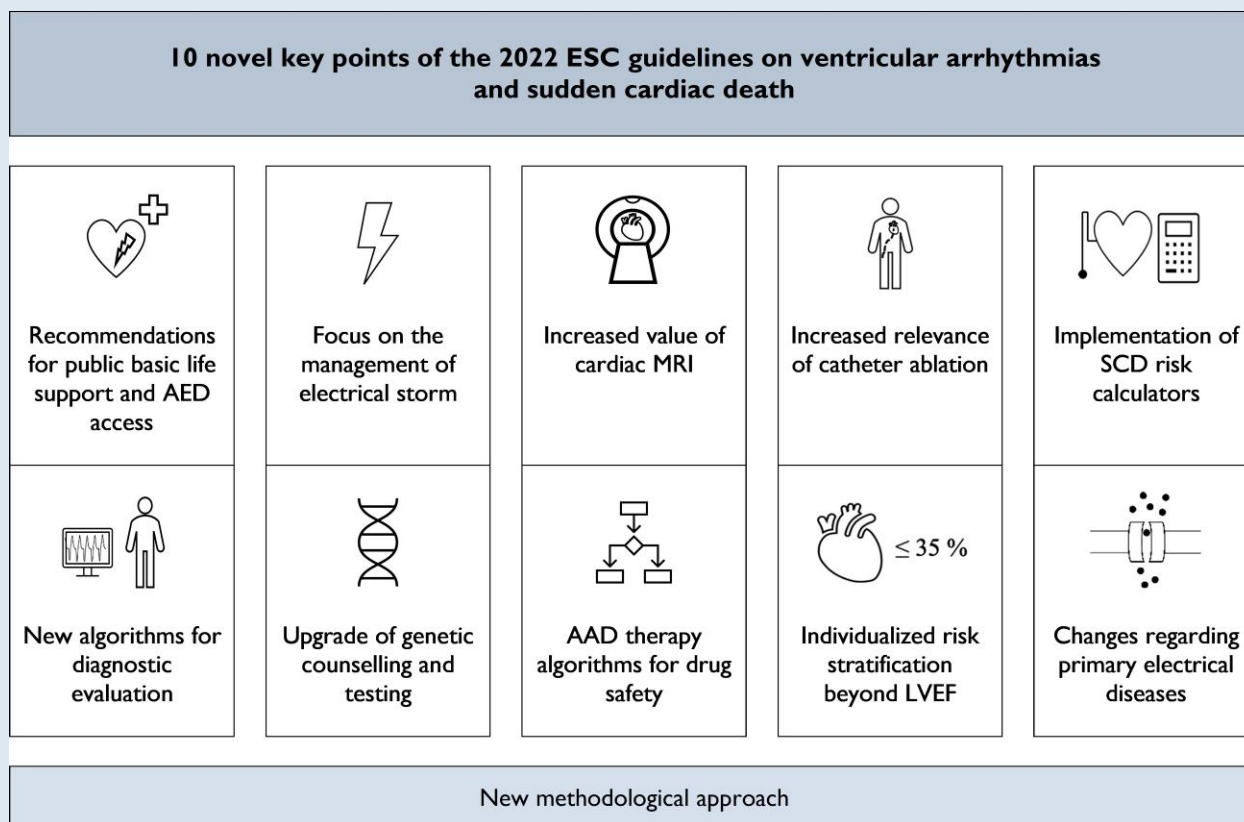 10 novel key points of the 2022 ESC guidelines on ventricular arrhythmias
and sudden cardiac death
Recommendations
for public basic life
support and AED
access
Focus on the
management of
electrical storm
Increased value of
cardiac MRI
Increased relevance
of catheter ablation
Implementation of
SCD risk
calculators
New algorithms for
diagnostic
evaluation
Upgrade of genetic
counselling and
testing
AAD therapy
algorithms for drug
safety
≤ 35 %
Individualized risk
stratification
beyond LVEF
Changes regarding
primary electrical
diseases
New methodological approach